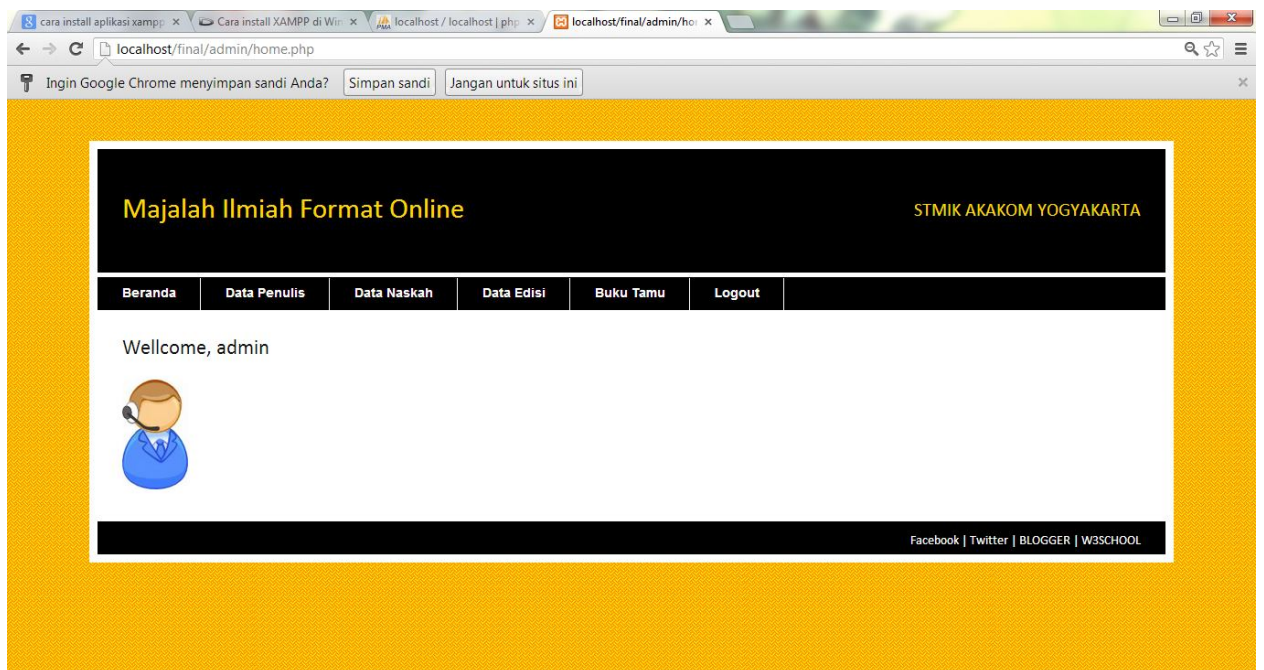 cara install aplikasi xampp
Cara install XAMPP di Win
localhost / localhost | php
localhost/final/admin/ho
localhost/final/admin/home.php
Ingin Google Chrome menyimpan sandi Anda? Simpan sandi Jangan untuk situs ini
Majalah Ilmiah Format Online
STMIK AKAKOM YOGYAKARTA
Beranda Data Penulis Data Naskah Data Edisi Buku Tamu Logout
Wellcome, admin
Facebook | Twitter | BLOGGER | W3SCHOOL